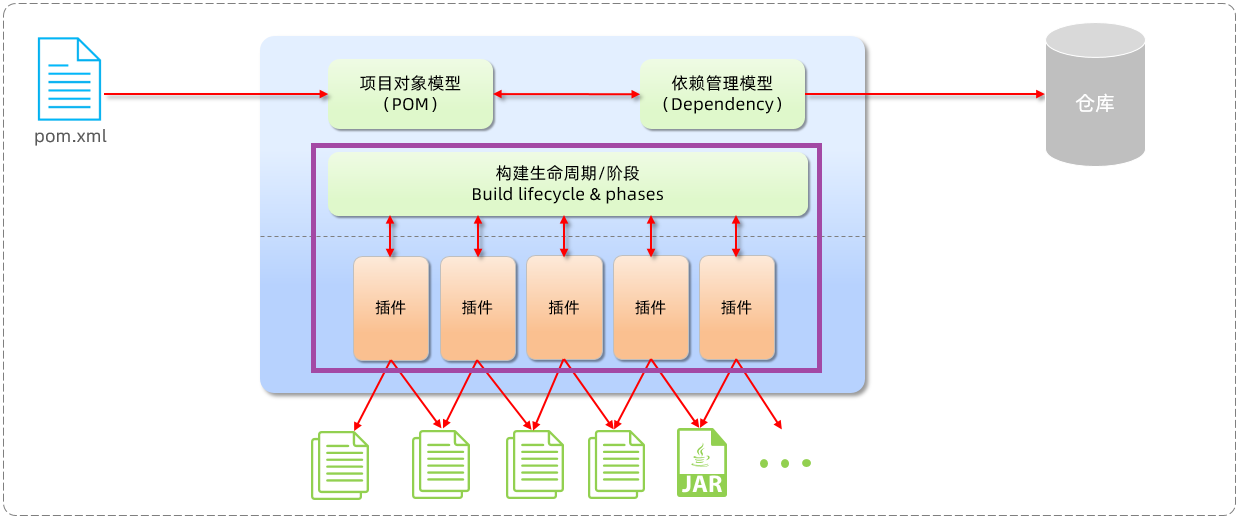 项目对象模型
（POM）
依赖管理模型
（Dependency）
仓库
pom.xml
构建生命周期/阶段
Build lifecycle & phases
插件
插件
插件
插件
插件
JAR